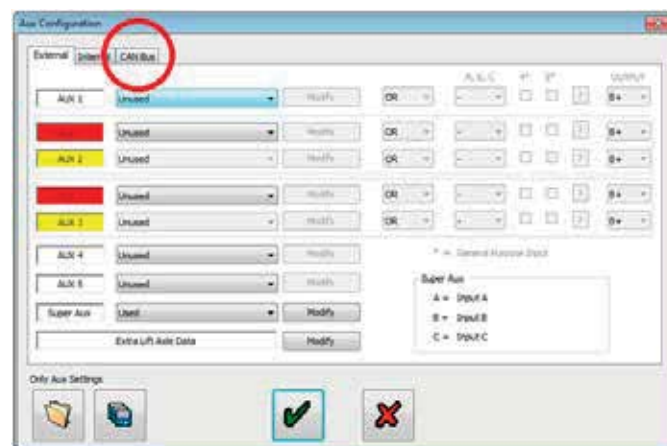 Aux Configuration
External Internal CAN Bus
A, B, C OUTPUT
AUX 1 Unused Modify OR - ? B+
Unused Modify OR - ? B+
AUX 2 Unused OR - ? B+
Unused Modify OR - ? B+
AUX 3 Unused OR - ? B+
AUX 4 Unused Modify * = General Purpose Input
AUX 5 Unused Modify Super Aux
Super Aux Used Modify A = Input A
B = Input B
Extra Lift Axle Data Modify C = Input C
Only Aux Settings